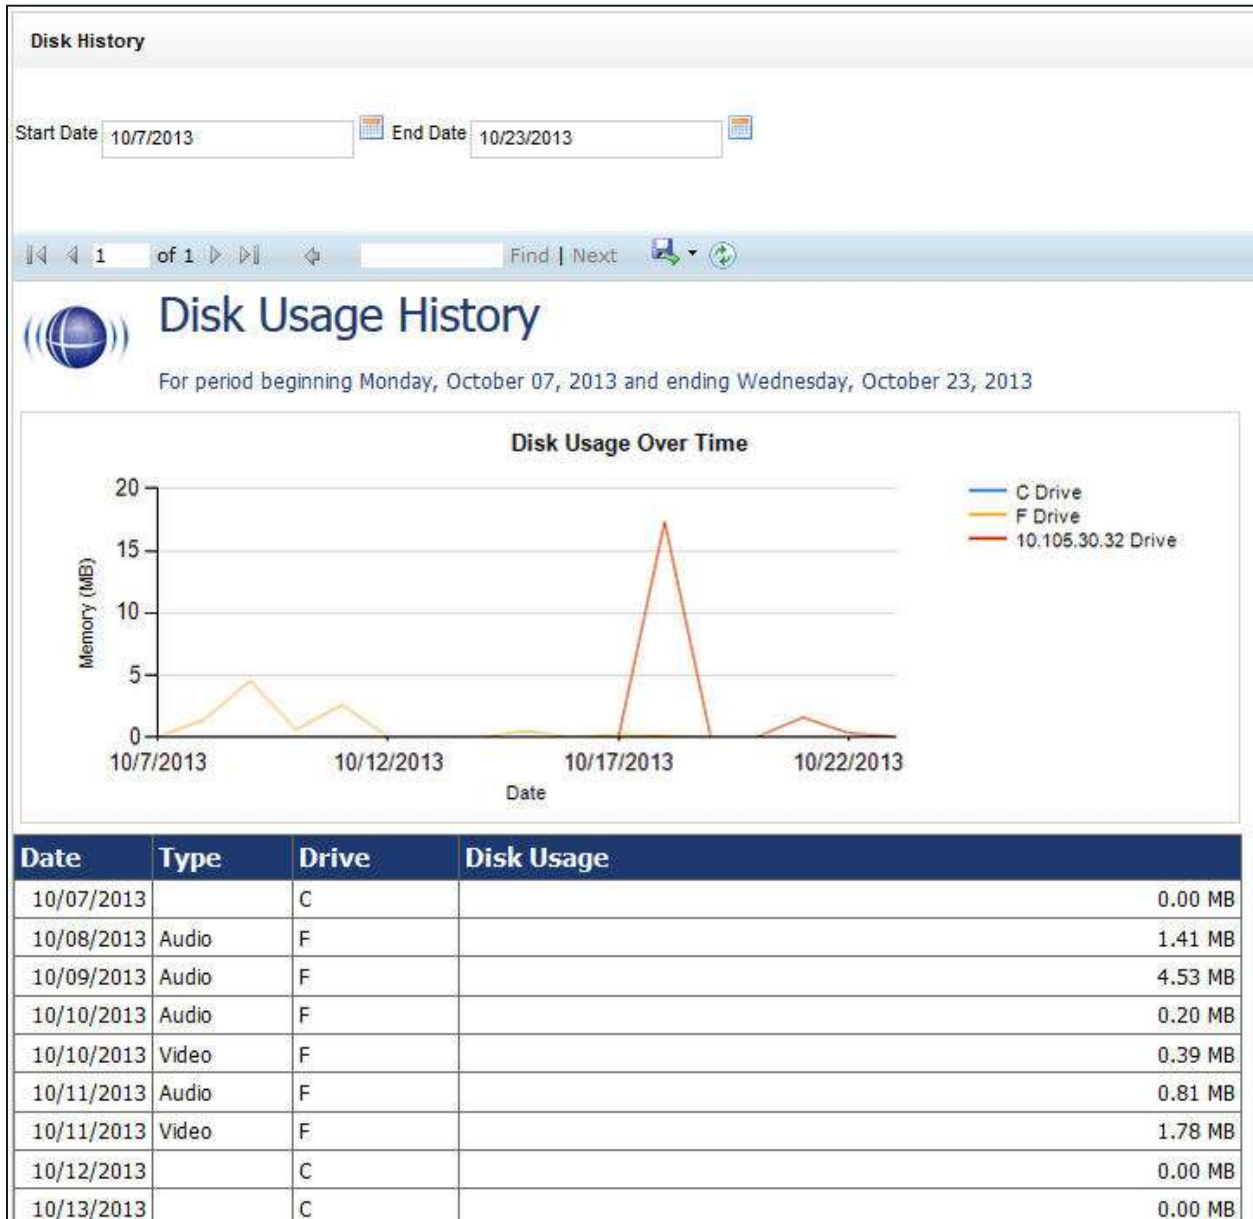 Disk History
Start Date 10/7/2013 End Date 10/23/2013
1 of 1 Find | Next
Disk Usage History
For period beginning Monday, October 07, 2013 and ending Wednesday, October 23, 2013
Disk Usage Over Time
20
15
10
5
0
Memory (MB)
10/7/2013 10/12/2013 10/17/2013 10/22/2013
Date
C Drive
F Drive
10.105.30.32 Drive
Date Type Drive Disk Usage
10/07/2013 C 0.00 MB
10/08/2013 Audio F 1.41 MB
10/09/2013 Audio F 4.53 MB
10/10/2013 Audio F 0.20 MB
10/10/2013 Video F 0.39 MB
10/11/2013 Audio F 0.81 MB
10/11/2013 Video F 1.78 MB
10/12/2013 C 0.00 MB
10/13/2013 C 0.00 MB